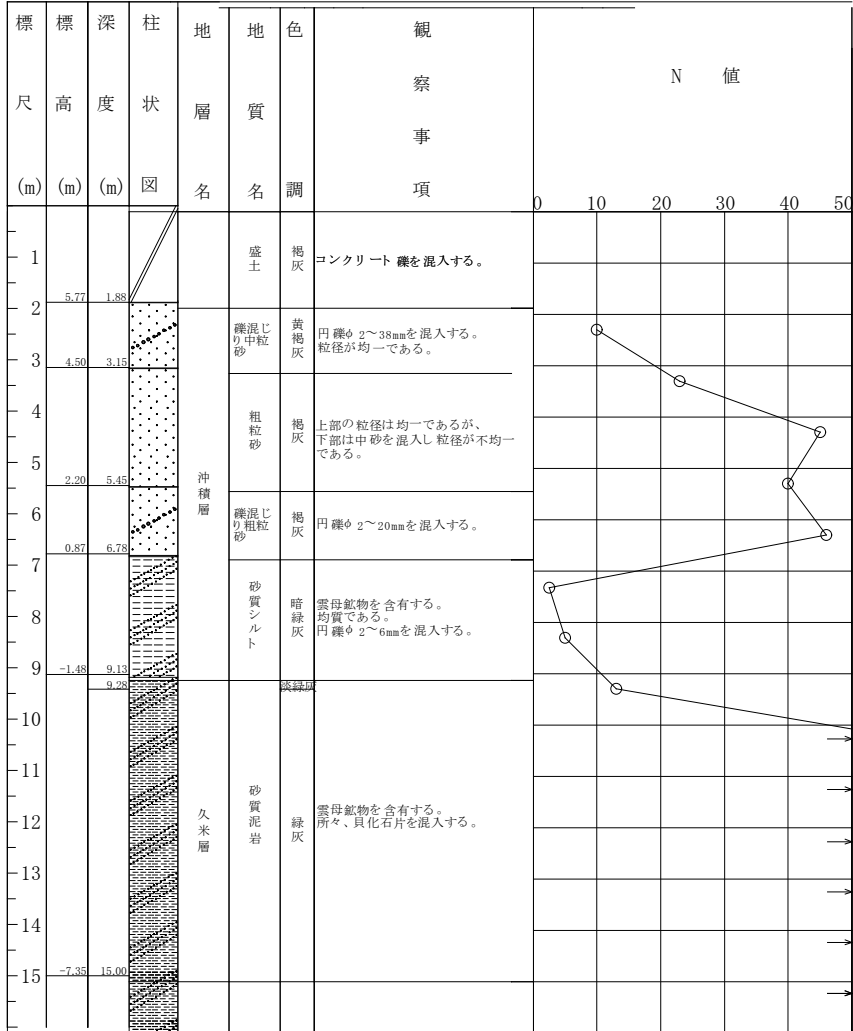 標尺(m)
標高(m)
深度(m)
柱状図
地層名
地質名
色調
観察事項
N 値
0 10 20 30 40 50
1
盛土
褐灰
コンクリート礫を混入する。
5.77 1.88
2
礫混じり中粒砂
黄褐灰
円礫φ2〜38mmを混入する。
粒径が均一である。
3
4.50 3.15
4
粗粒砂
褐灰
上部の粒径は均一であるが、
下部は中砂を混入し粒径が不均一
である。
5
2.20 5.45
沖積層
6
礫混じり粗粒砂
褐灰
円礫φ2〜20mmを混入する。
0.87 6.78
7
砂質シルト
暗緑灰
雲母鉱物を含有する。
均質である。
円礫φ2〜6mmを混入する。
8
9
-1.48 9.13
9.28
淡緑灰
10
11
12
久米層
砂質泥岩
緑灰
雲母鉱物を含有する。
所々、貝化石片を混入する。
13
14
15
-7.35 15.00